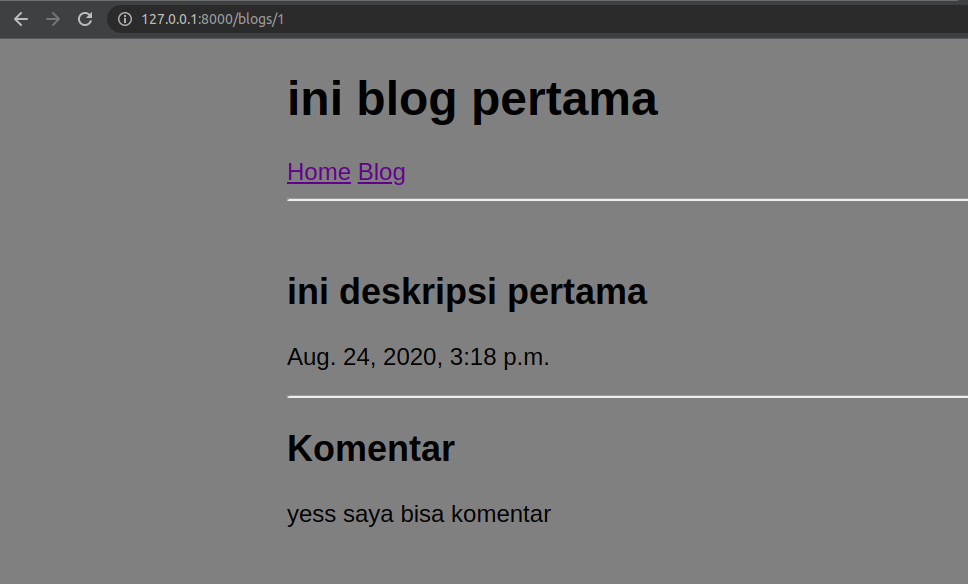 127.0.0.1:8000/blogs/1
ini blog pertama
Home Blog
ini deskripsi pertama
Aug. 24, 2020, 3:18 p.m.
Komentar
yess saya bisa komentar